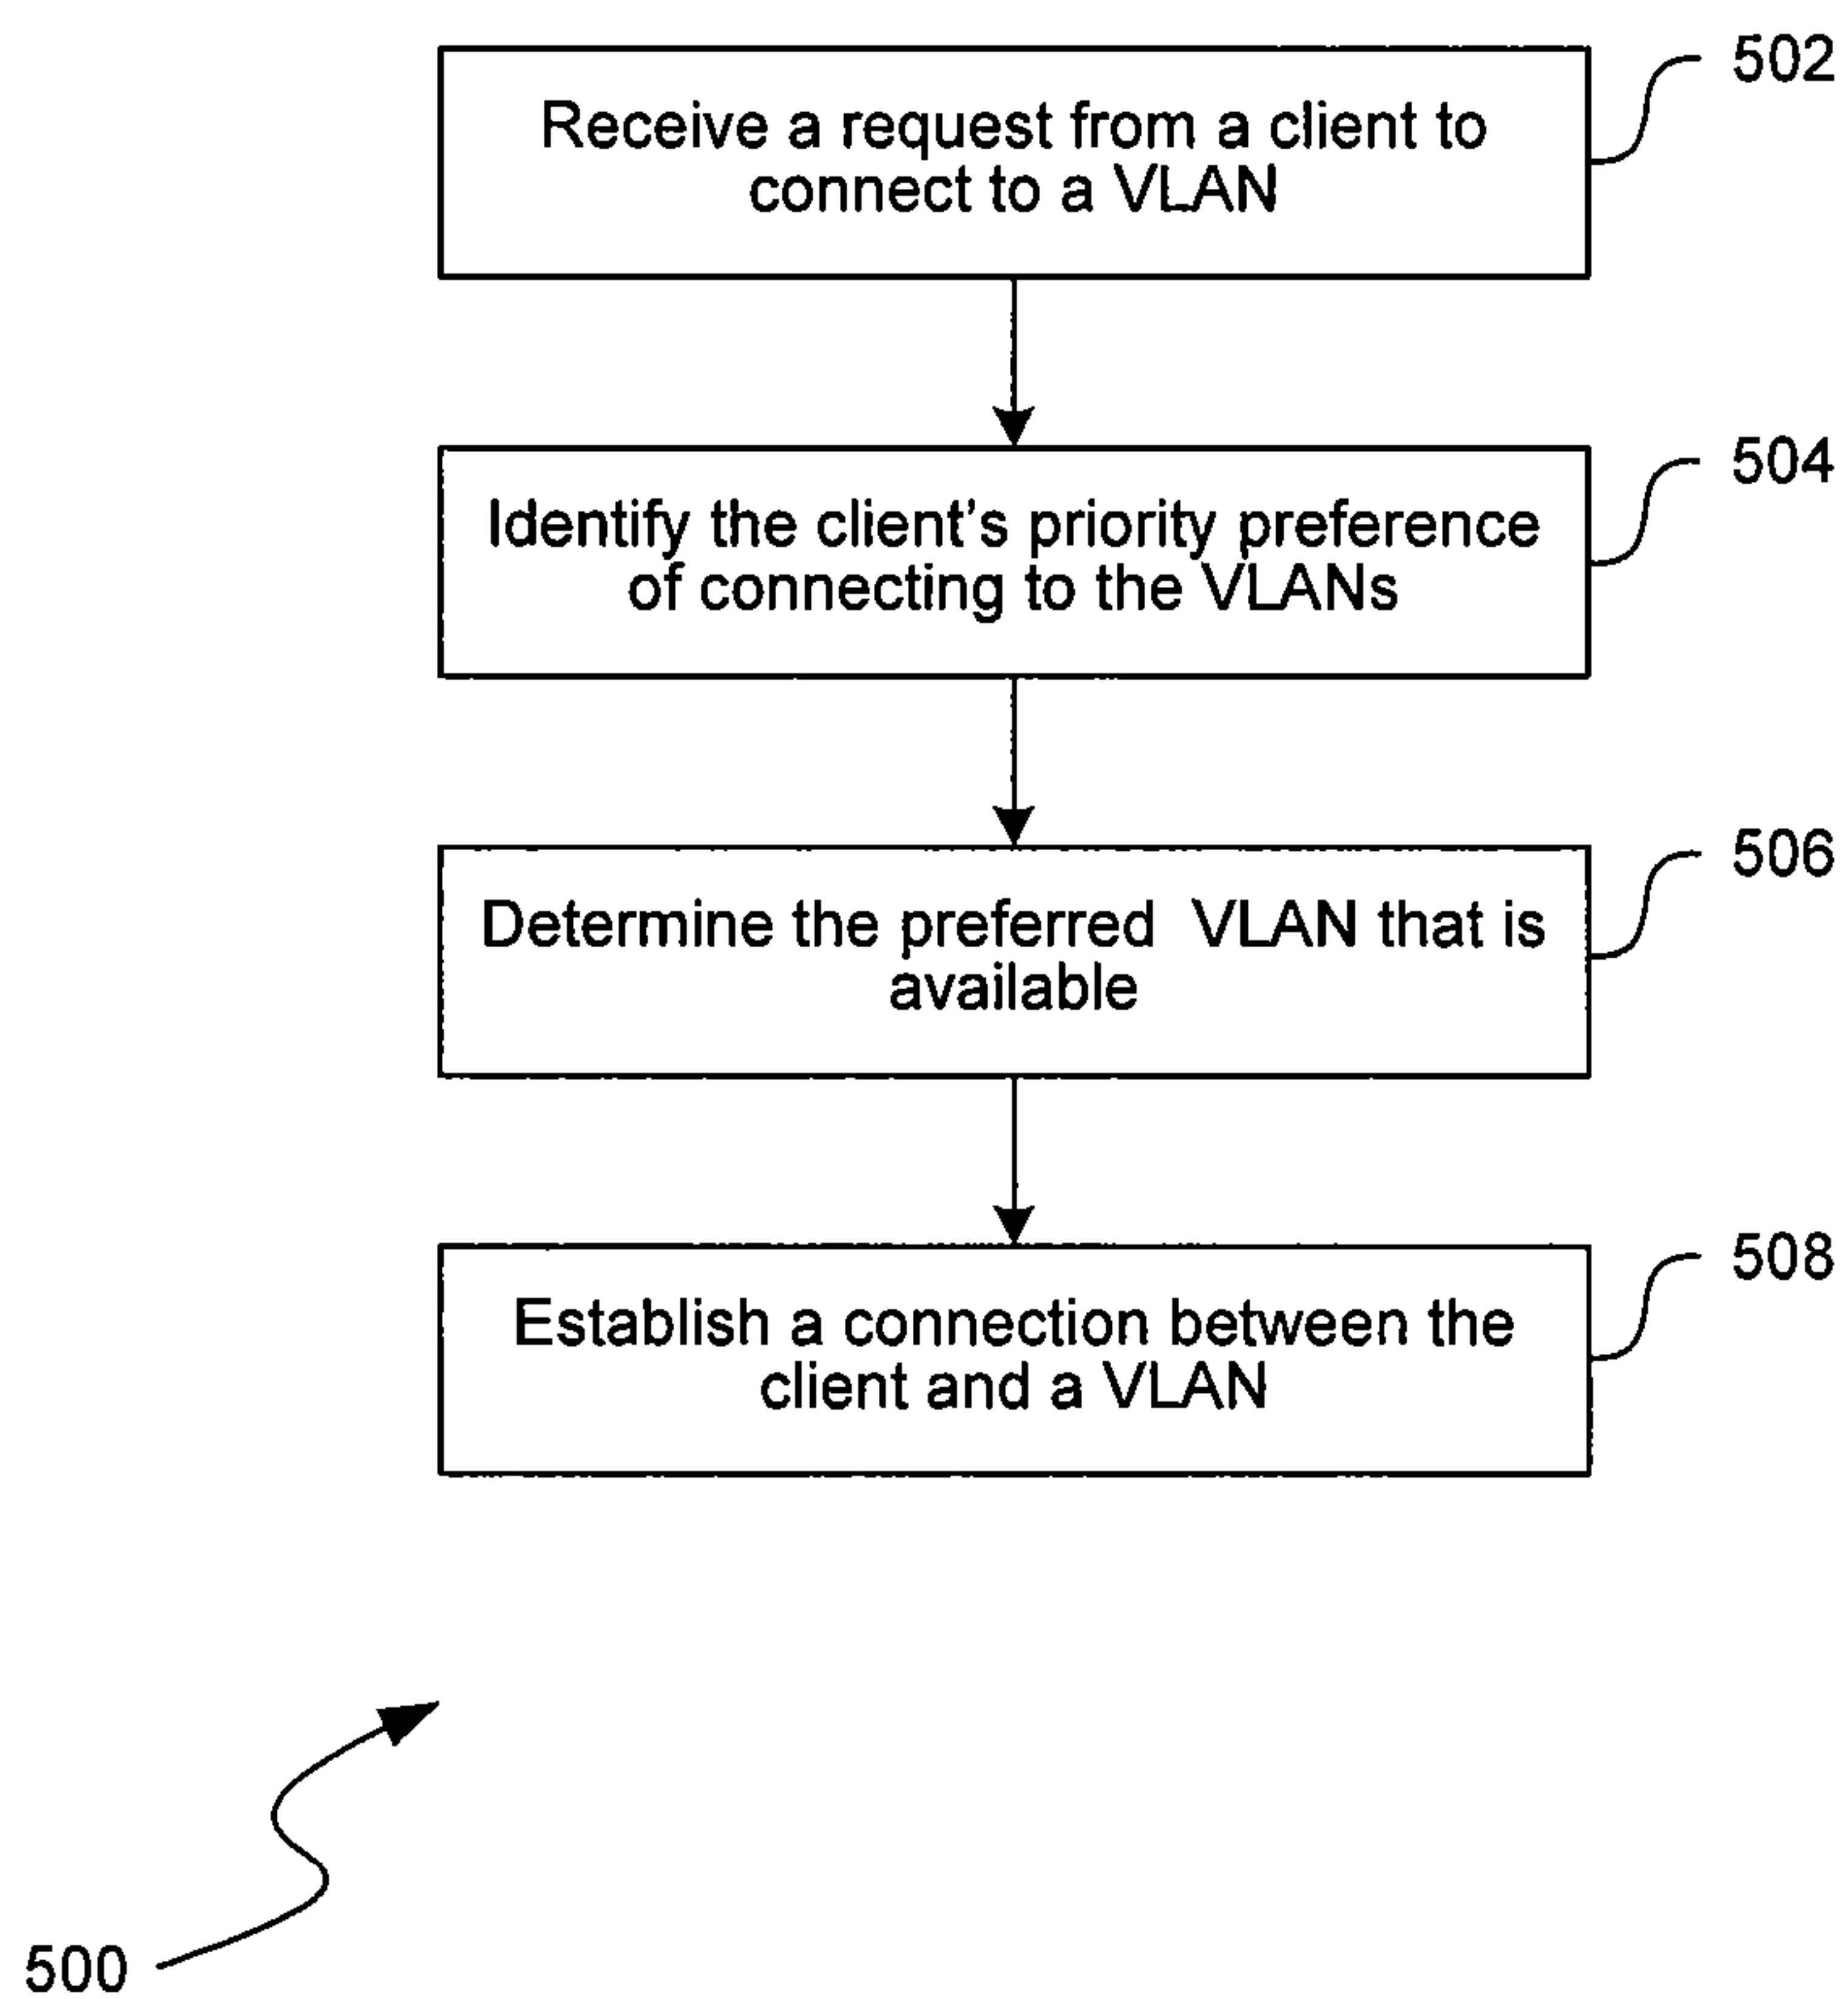 502
Receive a request from a client to
connect to a VLAN
504
Identify the client's priority preference
of connecting to the VLANs
506
Determine the preferred VLAN that is
available
508
Establish a connection between the
client and a VLAN
500